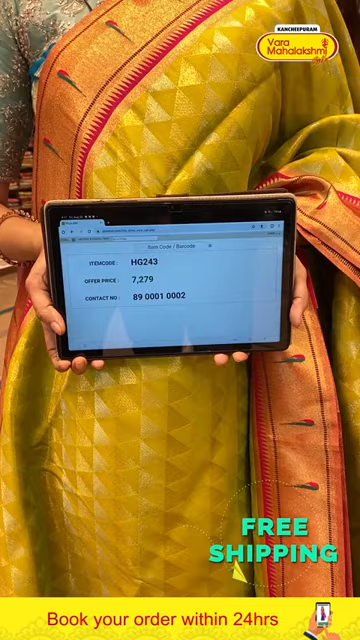 KANCHEEPURAM
Vara
Mahalakshmi
Silks
Item Code / Barcode
ITEMCODE : HG243
OFFER PRICE : 7,279
CONTACT NO : 89 0001 0002
FREE
SHIPPING
Book your order within 24hrs